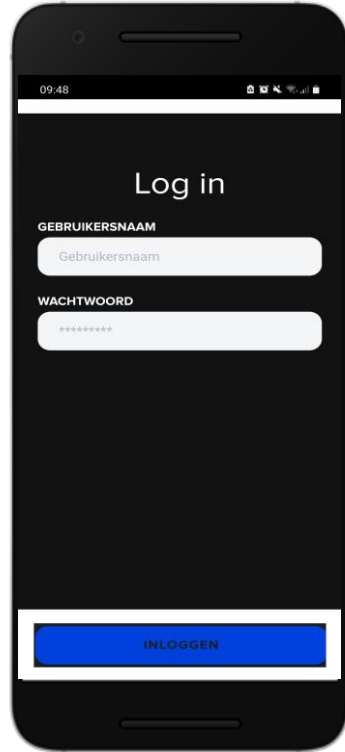 09:48
Log in
GEBRUIKERSNAAM
Gebruikersnaam
WACHTWOORD
*********
INLOGGEN